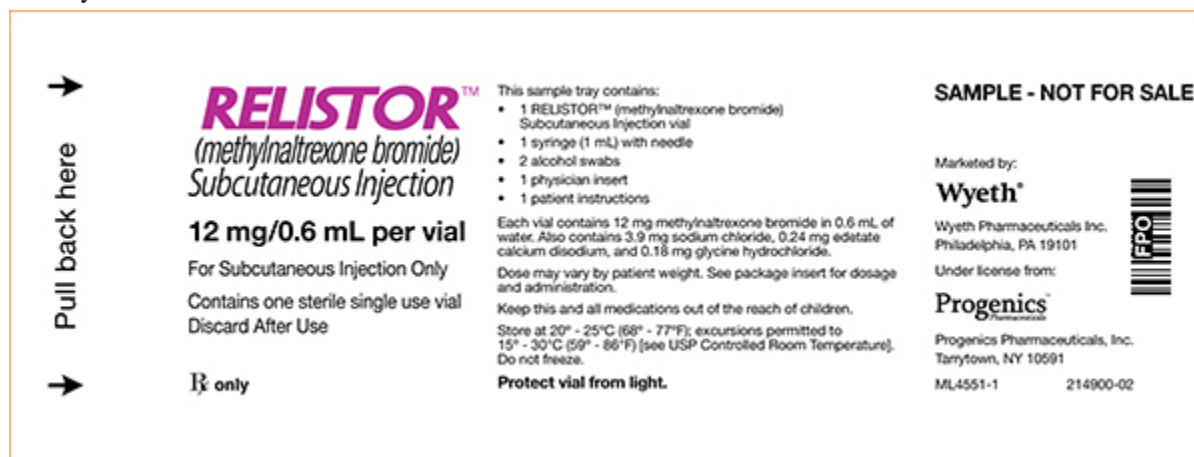 Pull back here
RELISTOR™
(methylnaltrexone bromide)
Subcutaneous Injection
12 mg/0.6 mL per vial
For Subcutaneous Injection Only
Contains one sterile single use vial
Discard After Use
Rx only
This sample tray contains:
• 1 RELISTOR™ (methylnaltrexone bromide)
Subcutaneous Injection vial
• 1 syringe (1 mL) with needle
• 2 alcohol swabs
• 1 physician insert
• 1 patient instructions
Each vial contains 12 mg methylnaltrexone bromide in 0.6 mL of
water. Also contains 3.9 mg sodium chloride, 0.24 mg edetate
calcium disodium, and 0.18 mg glycine hydrochloride.
Dose may vary by patient weight. See package insert for dosage
and administration.
Keep this and all medications out of the reach of children.
Store at 20° - 25°C (68° - 77°F); excursions permitted to
15° - 30°C (59° - 86°F) [see USP Controlled Room Temperature].
Do not freeze.
Protect vial from light.
SAMPLE - NOT FOR SALE
Marketed by:
Wyeth®
Wyeth Pharmaceuticals Inc.
Philadelphia, PA 19101
Under license from:
Progenics™
Pharmaceuticals
Progenics Pharmaceuticals, Inc.
Tarrytown, NY 10591
ML4551-1 214900-02
FPO